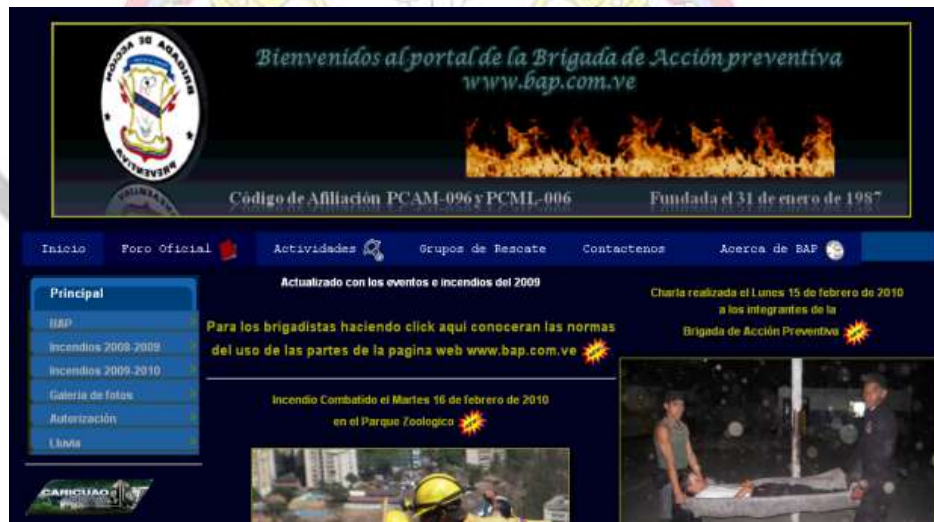 BRIGADA DE ACCIÓN
PREVENTIVA
Bienvenidos al portal de la Brigada de Acción preventiva
www.bap.com.ve
Código de Afiliación PCAM-096 y PCML-006
Fundada el 31 de enero de 1987
Inicio
Foro Oficial
Actividades
Grupos de Rescate
Contactenos
Acerca de BAP
Principal
BAP
Incendios 2008-2009
Incendios 2009-2010
Galeria de fotos
Autorización
Lluvia
CARICUAO
Actualizado con los eventos e incendios del 2009
Para los brigadistas haciendo click aqui conoceran las normas
del uso de las partes de la pagina web www.bap.com.ve
Incendio Combatido el Martes 16 de febrero de 2010
en el Parque Zoologico
Charla realizada el Lunes 15 de febrero de 2010
a los integrantes de la
Brigada de Acción Preventiva